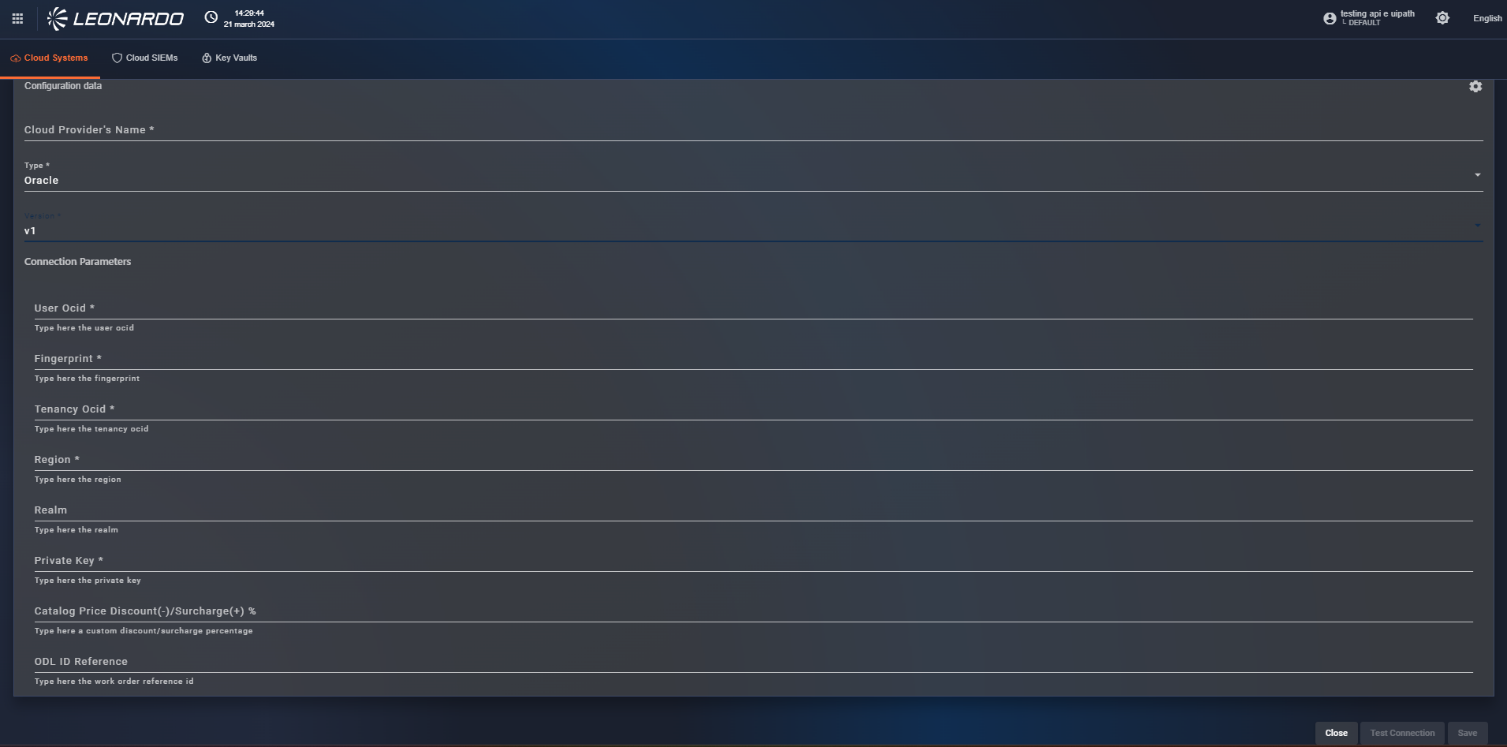 LEONARDO
14:29:44
21 march 2024
testing api e uipath
└ DEFAULT
English
Cloud Systems
Cloud SIEMs
Key Vaults
Configuration data
Cloud Provider's Name *
Type *
Oracle
Version *
v1
Connection Parameters
User Ocid *
Type here the user ocid
Fingerprint *
Type here the fingerprint
Tenancy Ocid *
Type here the tenancy ocid
Region *
Type here the region
Realm
Type here the realm
Private Key *
Type here the private key
Catalog Price Discount(-)/Surcharge(+) %
Type here a custom discount/surcharge percentage
ODL ID Reference
Type here the work order reference id
Close
Test Connection
Save